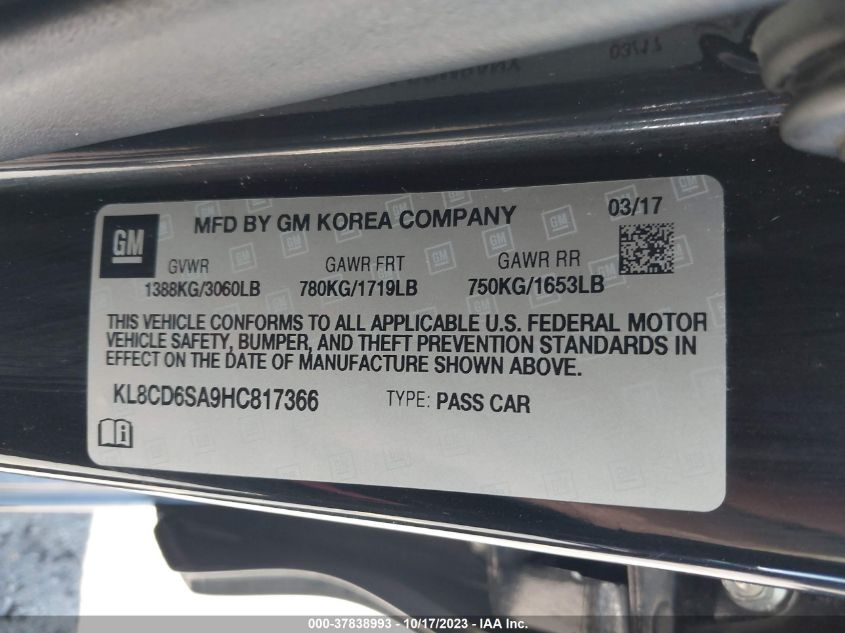 03/17
GM
MFD BY GM KOREA COMPANY
03/17
GVWR GAWR FRT GAWR RR
1388KG/3060LB 780KG/1719LB 750KG/1653LB
THIS VEHICLE CONFORMS TO ALL APPLICABLE U.S. FEDERAL MOTOR
VEHICLE SAFETY, BUMPER, AND THEFT PREVENTION STANDARDS IN
EFFECT ON THE DATE OF MANUFACTURE SHOWN ABOVE.
KL8CD6SA9HC817366 TYPE: PASS CAR
000-37838993 - 10/17/2023 - IAA Inc.